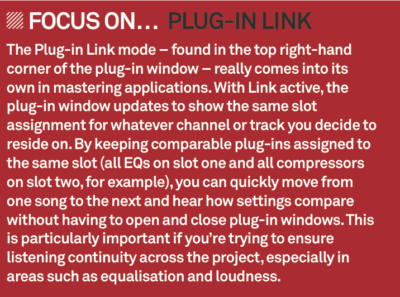 FOCUS ON... PLUG-IN LINK
The Plug-in Link mode – found in the top right-hand
corner of the plug-in window – really comes into its
own in mastering applications. With Link active, the
plug-in window updates to show the same slot
assignment for whatever channel or track you decide to
reside on. By keeping comparable plug-ins assigned to
the same slot (all EQs on slot one and all compressors
on slot two, for example), you can quickly move from
one song to the next and hear how settings compare
without having to open and close plug-in windows. This
is particularly important if you're trying to ensure
listening continuity across the project, especially in
areas such as equalisation and loudness.